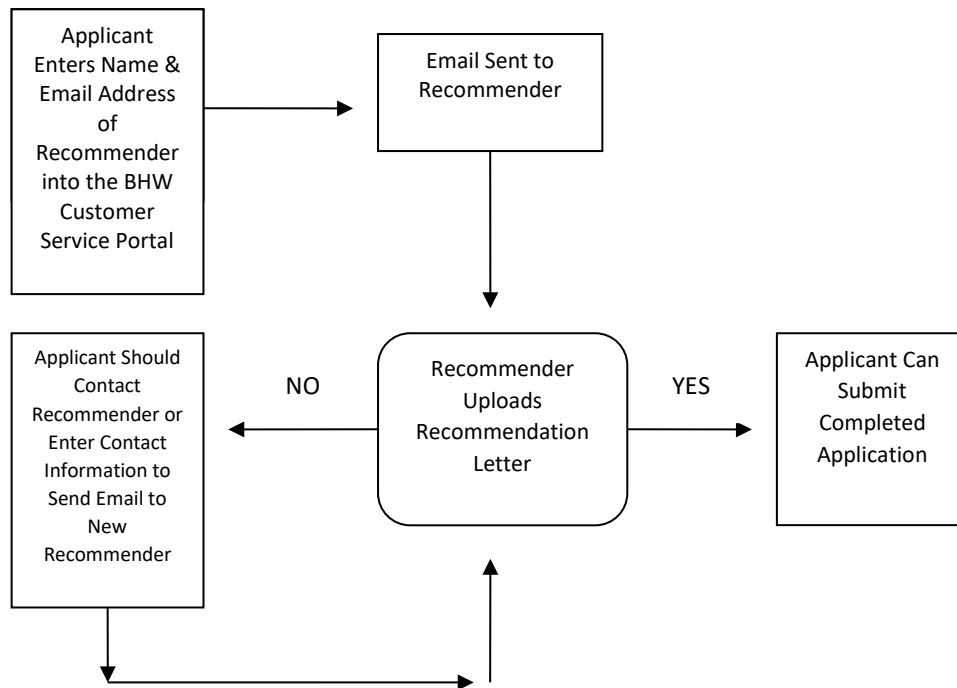 Applicant
Enters Name &
Email Address
of
Recommender
into the BHW
Customer
Service Portal
Email Sent to
Recommender
Applicant Should
Contact
Recommender or
Enter Contact
Information to
Send Email to
New
Recommender
NO
Recommender
Uploads
Recommendation
Letter
YES
Applicant Can
Submit
Completed
Application